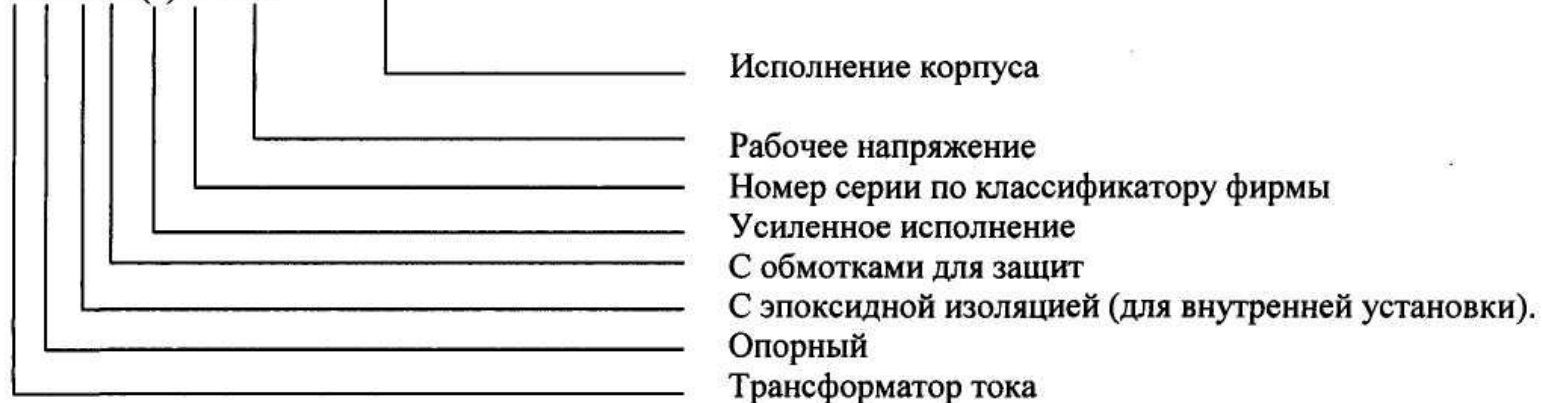 Исполнение корпуса
Рабочее напряжение
Номер серии по классификатору фирмы
Усиленное исполнение
С обмотками для защит
С эпоксидной изоляцией (для внутренней установки).
Опорный
Трансформатор тока